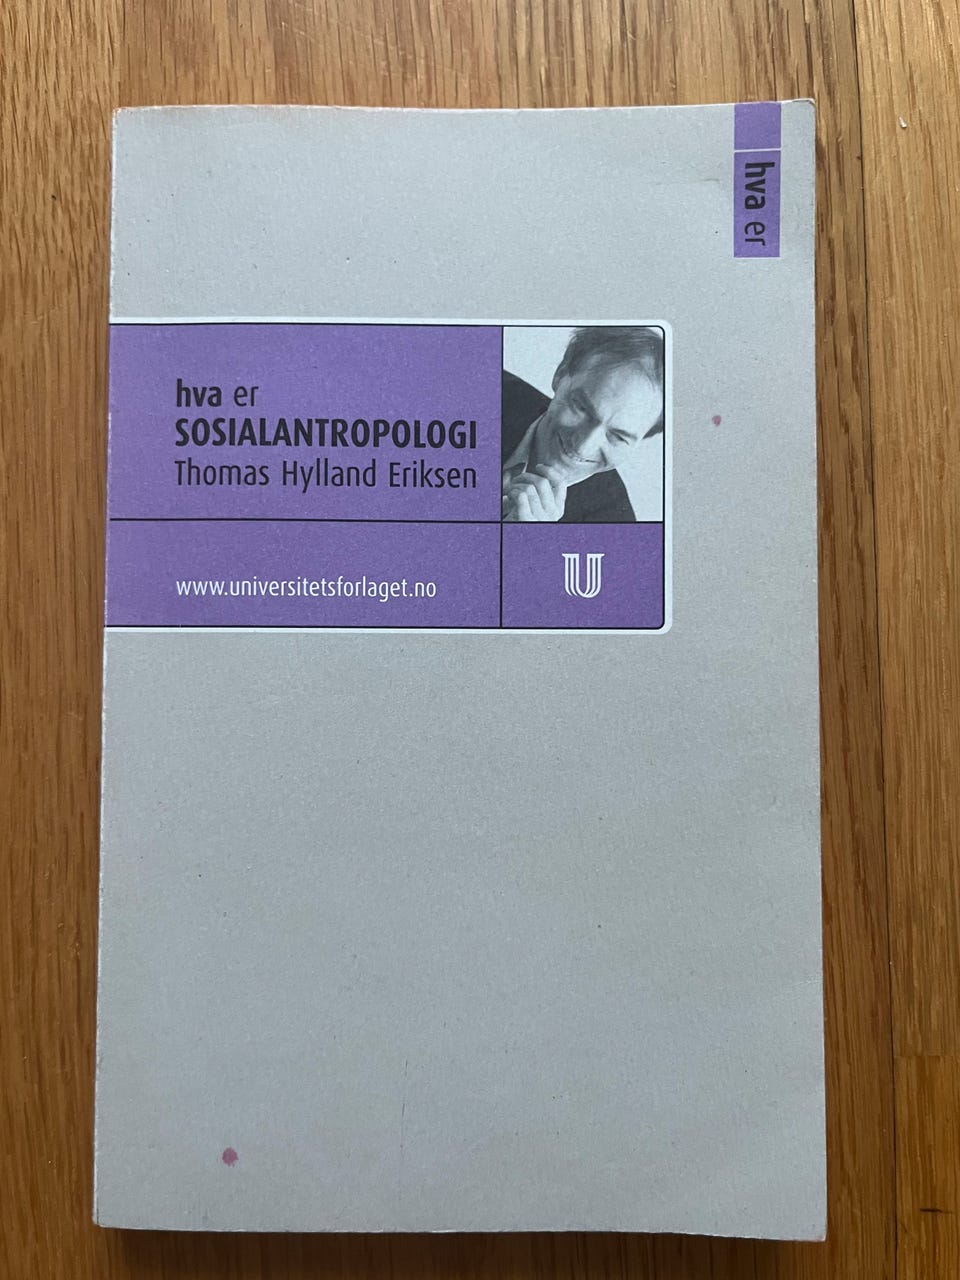 hva er
hva er
SOSIALANTROPOLOGI
Thomas Hylland Eriksen
www.universitetsforlaget.no
U